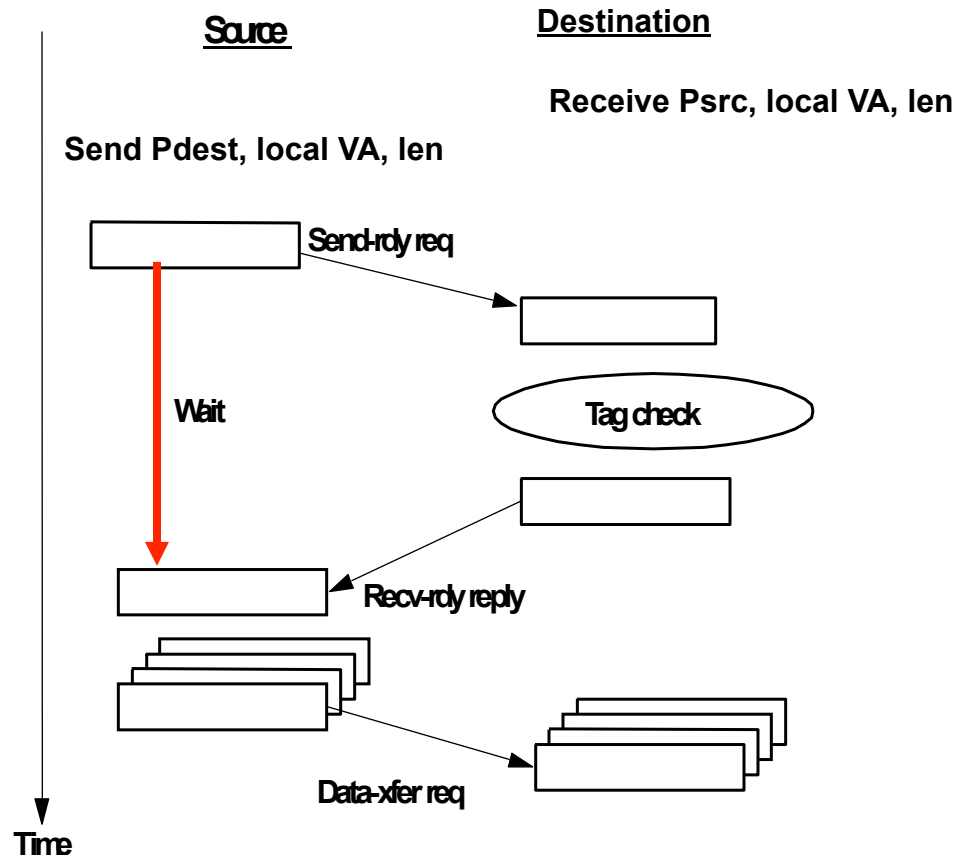 Source
Destination
Receive Psrc, local VA, len
Send Pdest, local VA, len
Send-rdy req
Tag check
Wait
Recv-rdy reply
Data-xfer req
Time